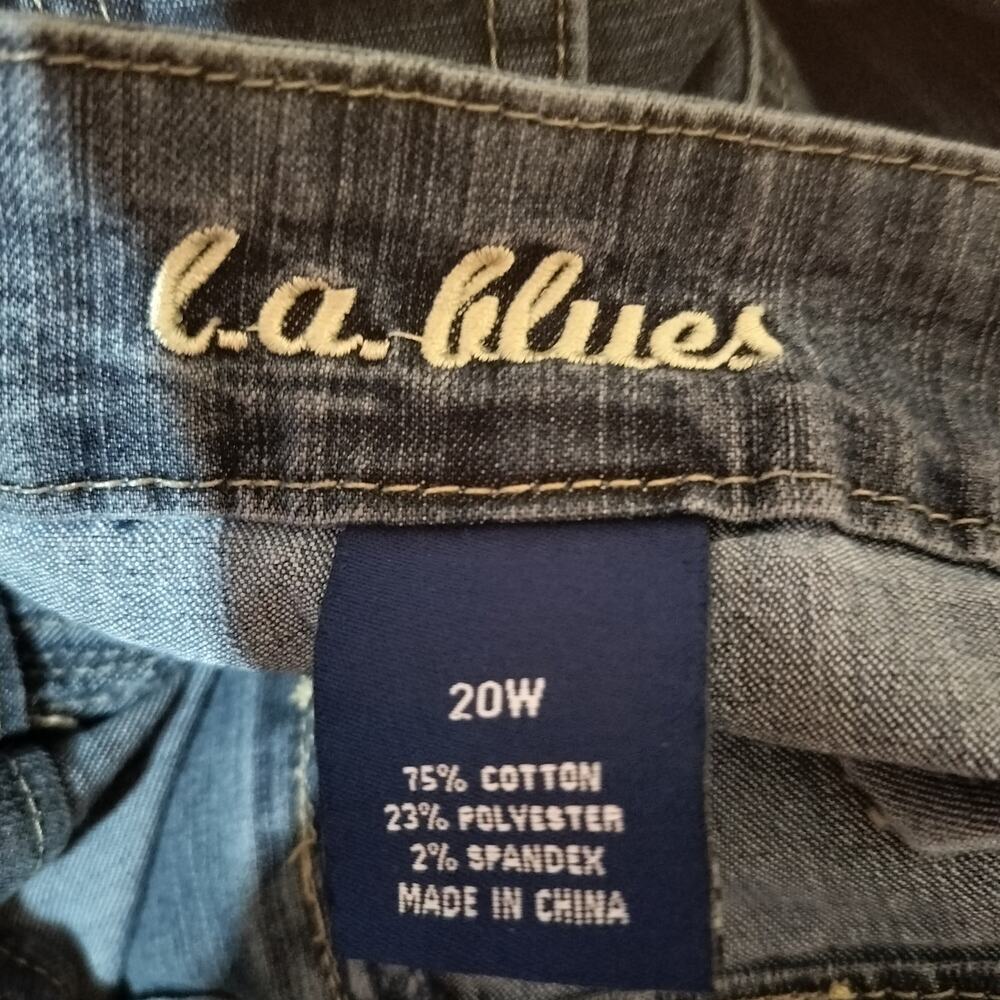 l.a. blues
20W
75% COTTON
23% POLYESTER
2% SPANDEX
MADE IN CHINA